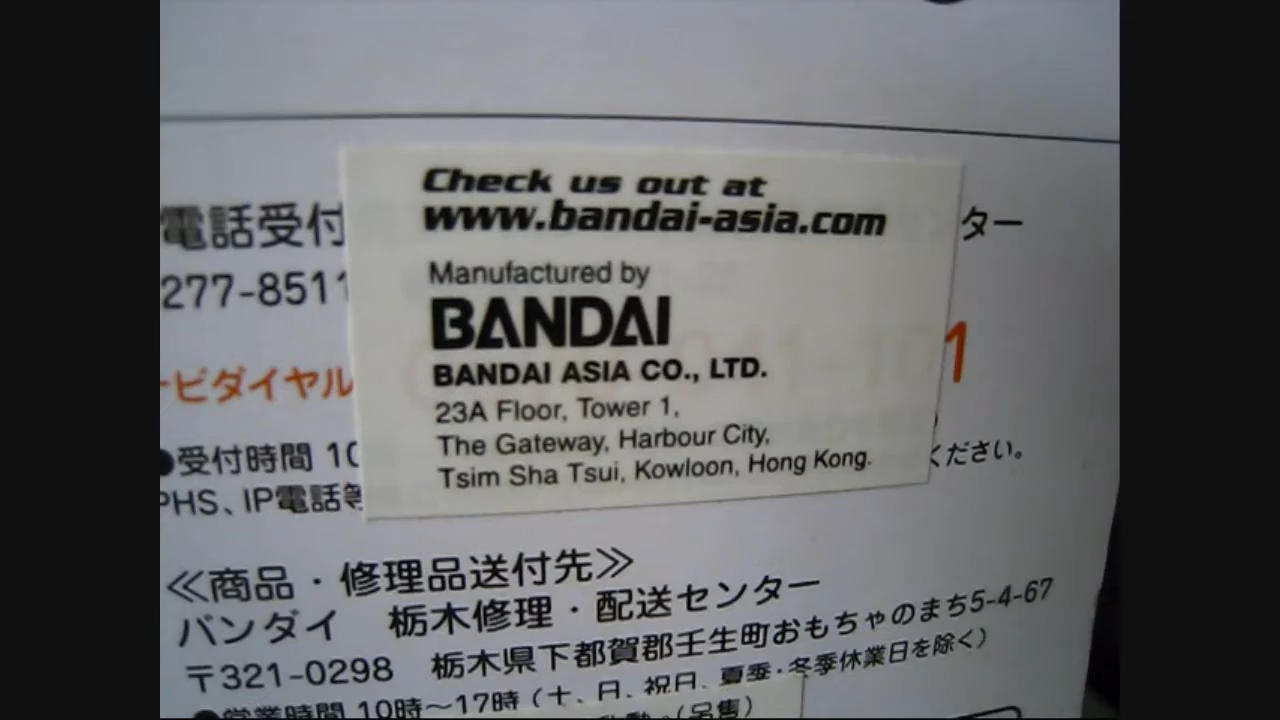 Check us out at
www.bandai-asia.com
Manufactured by
BANDAI
BANDAI ASIA CO., LTD.
23A Floor, Tower 1,
The Gateway, Harbour City,
Tsim Sha Tsui, Kowloon, Hong Kong.
電話受付
ター
277-8511
ナビダイヤル
1
●受付時間 10
ください。
PHS、IP電話等
≪商品・修理品送付先≫
バンダイ 栃木修理・配送センター
〒321-0298 栃木県下都賀郡壬生町おもちゃのまち5-4-67
●営業時間 10時～17時（土、日、祝日、夏季・冬季休業日を除く）